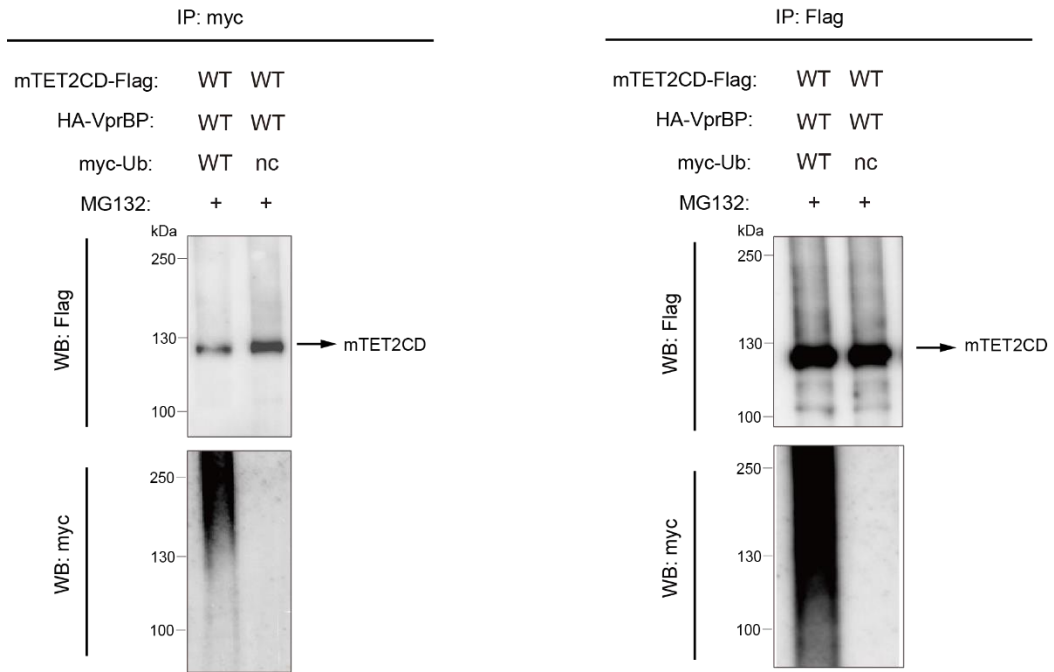 IP: myc
mTET2CD-Flag: WT WT
HA-VprBP: WT WT
myc-Ub: WT nc
MG132: + +
kDa
WB: Flag
250
130
100
mTET2CD
WB: myc
250
130
100
IP: Flag
mTET2CD-Flag: WT WT
HA-VprBP: WT WT
myc-Ub: WT nc
MG132: + +
kDa
WB: Flag
250
130
100
mTET2CD
WB: myc
250
130
100